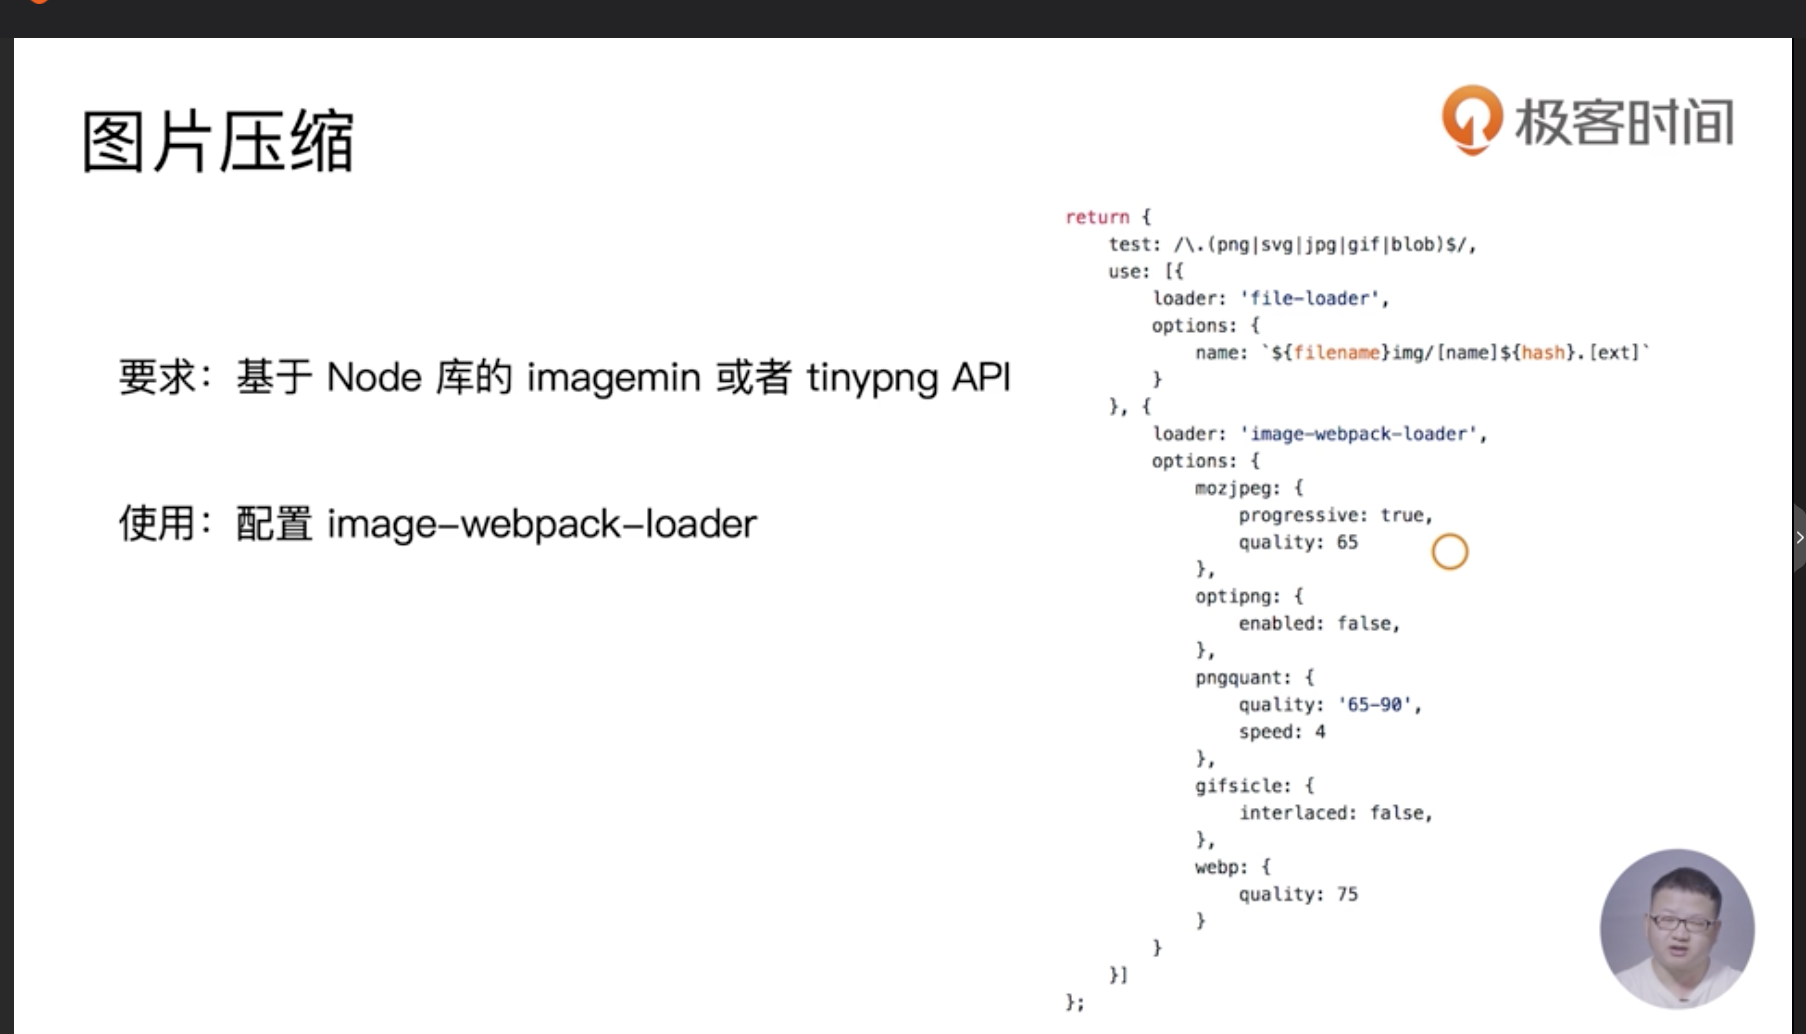 图片压缩
极客时间
要求：基于 Node 库的 imagemin 或者 tinypng API
使用：配置 image-webpack-loader
return {
    test: /\.(png|svg|jpg|gif|blob)$/,
    use: [{
        loader: 'file-loader',
        options: {
            name: `${filename}img/[name]${hash}.[ext]`
        }
    }, {
        loader: 'image-webpack-loader',
        options: {
            mozjpeg: {
                progressive: true,
                quality: 65
            },
            optipng: {
                enabled: false,
            },
            pngquant: {
                quality: '65-90',
                speed: 4
            },
            gifsicle: {
                interlaced: false,
            },
            webp: {
                quality: 75
            }
        }
    }]
};